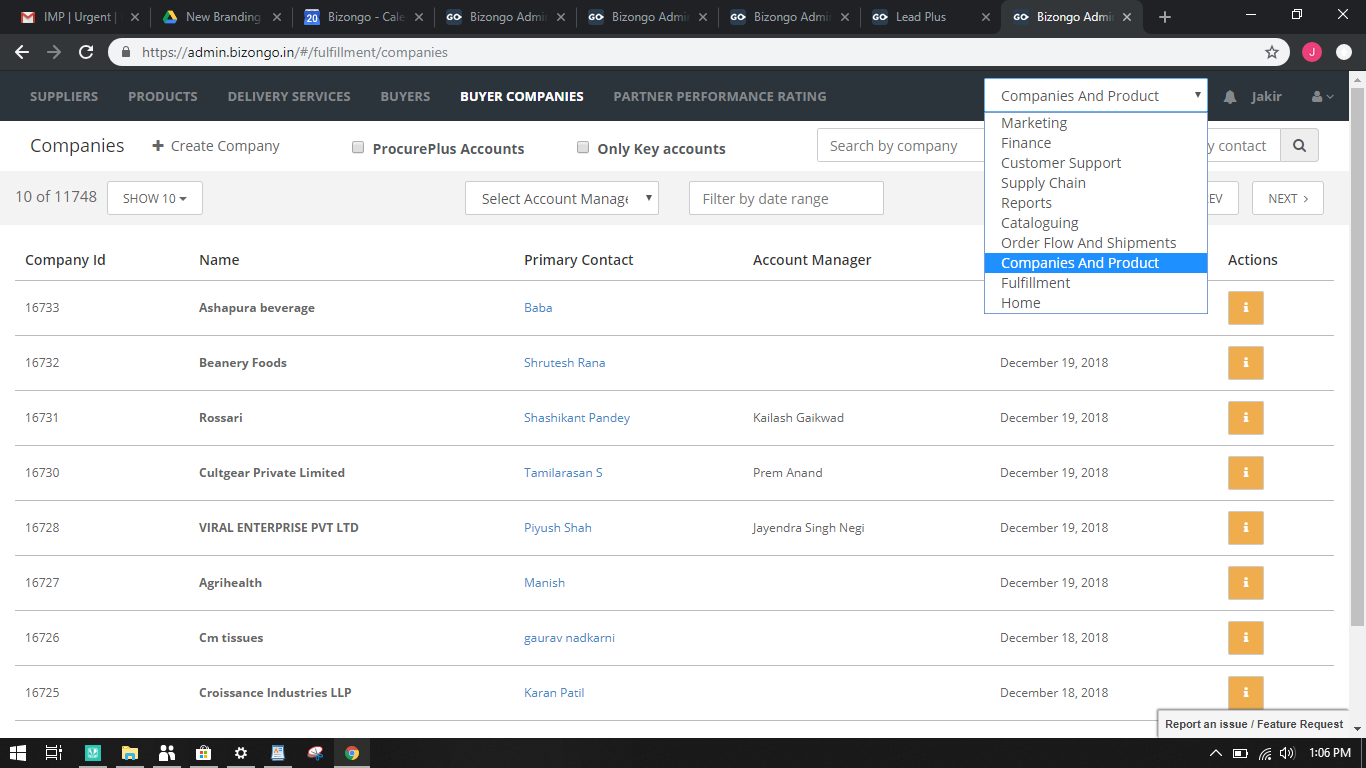 IMP | Urgent |
New Branding
20 Bizongo - Cale
GO Bizongo Admi
GO Bizongo Admi
GO Bizongo Admi
GO Lead Plus
GO Bizongo Admi
https://admin.bizongo.in/#/fulfillment/companies
J
SUPPLIERS PRODUCTS DELIVERY SERVICES BUYERS BUYER COMPANIES PARTNER PERFORMANCE RATING Companies And Product Jakir
Marketing
Finance
Customer Support
Supply Chain
Reports
Cataloguing
Order Flow And Shipments
Companies And Product
Fulfillment
Home
Companies + Create Company ProcurePlus Accounts Only Key accounts Search by company y contact
10 of 11748 SHOW 10 Select Account Manage Filter by date range EV NEXT
Company Id Name Primary Contact Account Manager Actions
16733 Ashapura beverage Baba
16732 Beanery Foods Shrutesh Rana December 19, 2018
16731 Rossari Shashikant Pandey Kailash Gaikwad December 19, 2018
16730 Cultgear Private Limited Tamilarasan S Prem Anand December 19, 2018
16728 VIRAL ENTERPRISE PVT LTD Piyush Shah Jayendra Singh Negi December 19, 2018
16727 Agrihealth Manish December 19, 2018
16726 Cm tissues gaurav nadkarni December 18, 2018
16725 Croissance Industries LLP Karan Patil December 18, 2018
Report an issue / Feature Request
1:06 PM